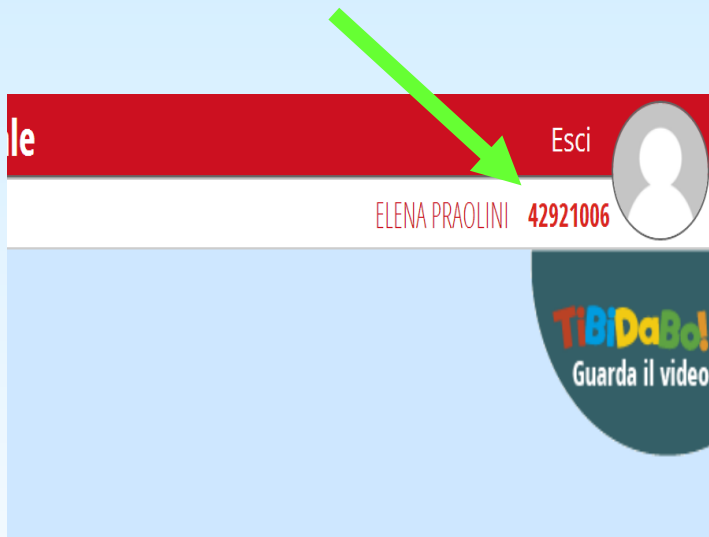 le
Esci
ELENA PRAOLINI 42921006
TiBiDaBo!
Guarda il video